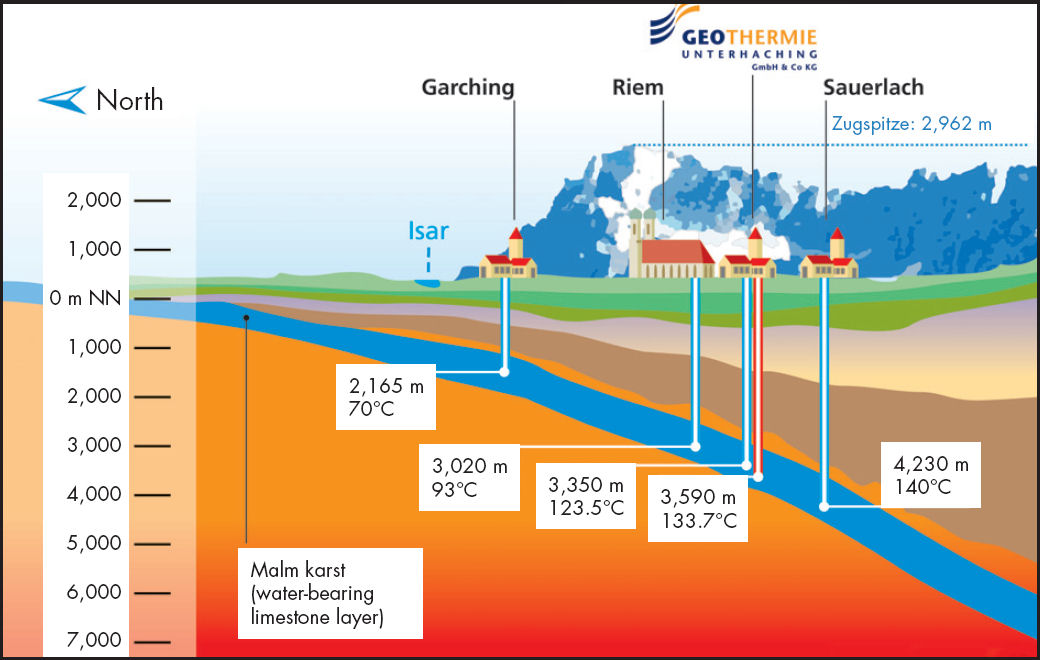 GEOTHERMIE
UNTERHACHING
GmbH & Co KG
Garching
Riem
Sauerlach
North
Zugspitze: 2,962 m
2,000
1,000
0 m NN
1,000
2,000
3,000
4,000
5,000
6,000
7,000
Isar
2,165 m
70°C
3,020 m
93°C
3,350 m
123.5°C
3,590 m
133.7°C
4,230 m
140°C
Malm karst
(water-bearing
limestone layer)